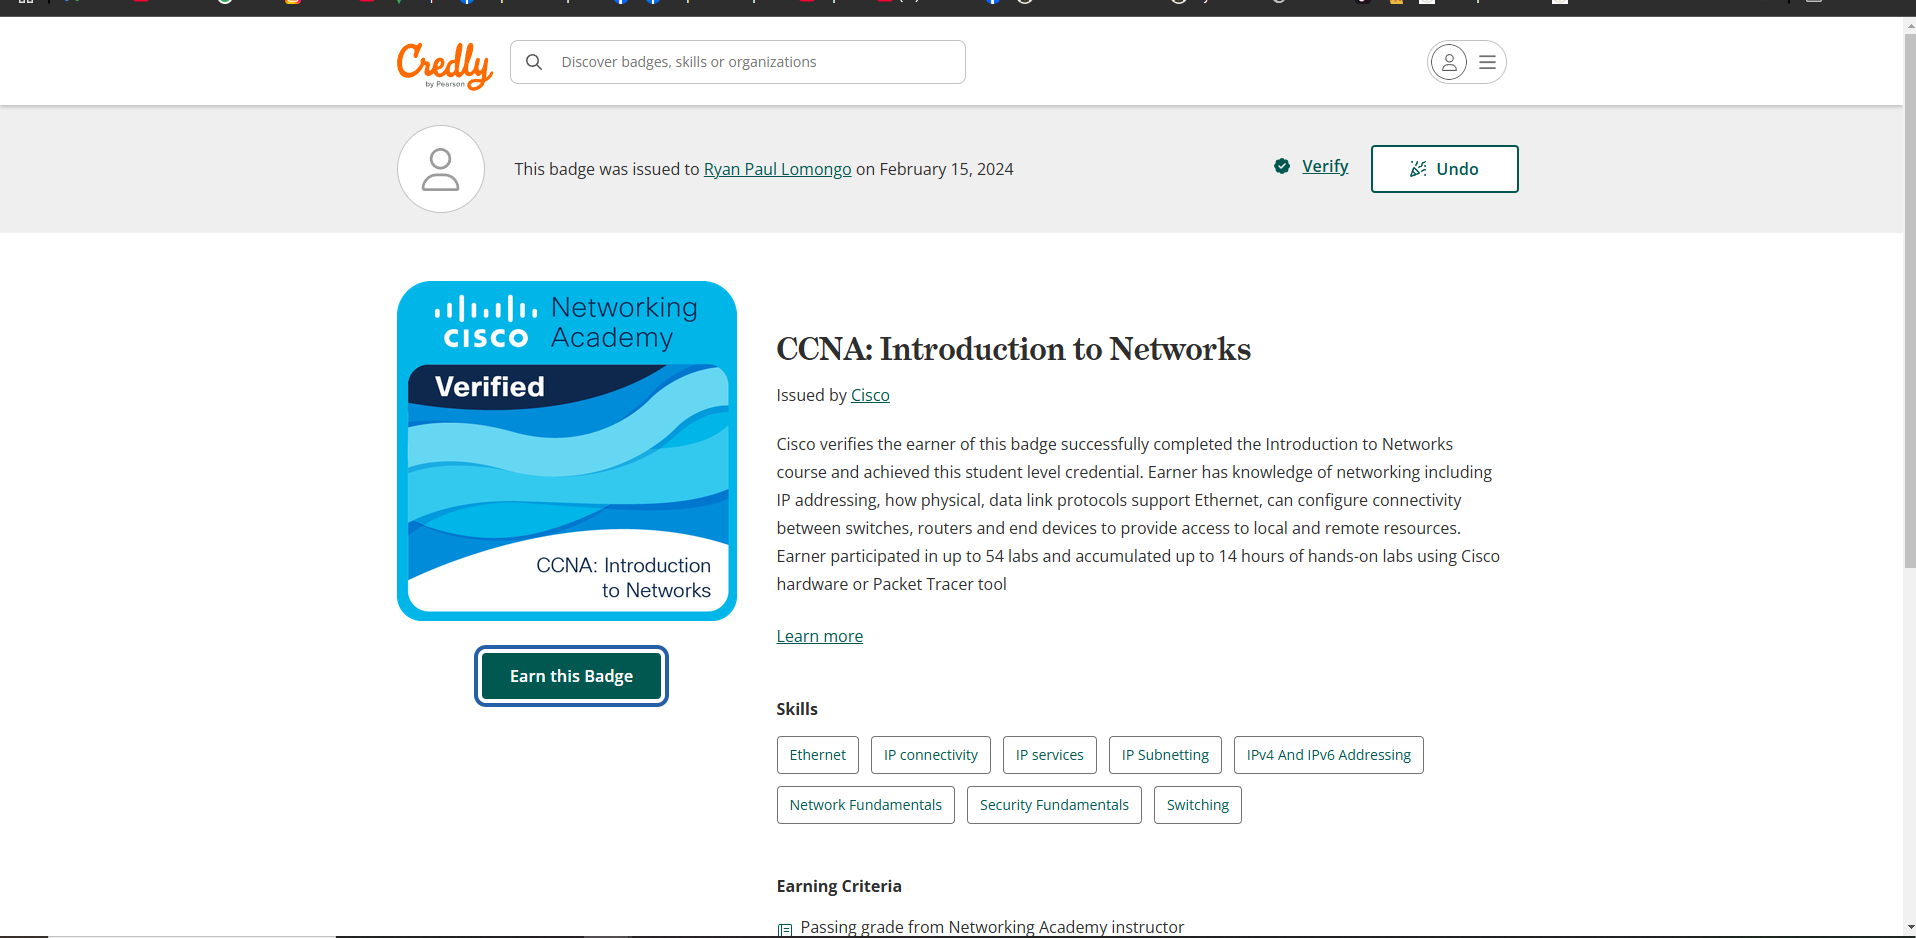 Credly
by Pearson
Discover badges, skills or organizations
This badge was issued to Ryan Paul Lomongo on February 15, 2024
Verify
Undo
CISCO
Networking
Academy
Verified
CCNA: Introduction
to Networks
Earn this Badge
CCNA: Introduction to Networks
Issued by Cisco
Cisco verifies the earner of this badge successfully completed the Introduction to Networks
course and achieved this student level credential. Earner has knowledge of networking including
IP addressing, how physical, data link protocols support Ethernet, can configure connectivity
between switches, routers and end devices to provide access to local and remote resources.
Earner participated in up to 54 labs and accumulated up to 14 hours of hands-on labs using Cisco
hardware or Packet Tracer tool
Learn more
Skills
Ethernet
IP connectivity
IP services
IP Subnetting
IPv4 And IPv6 Addressing
Network Fundamentals
Security Fundamentals
Switching
Earning Criteria
Passing grade from Networking Academy instructor